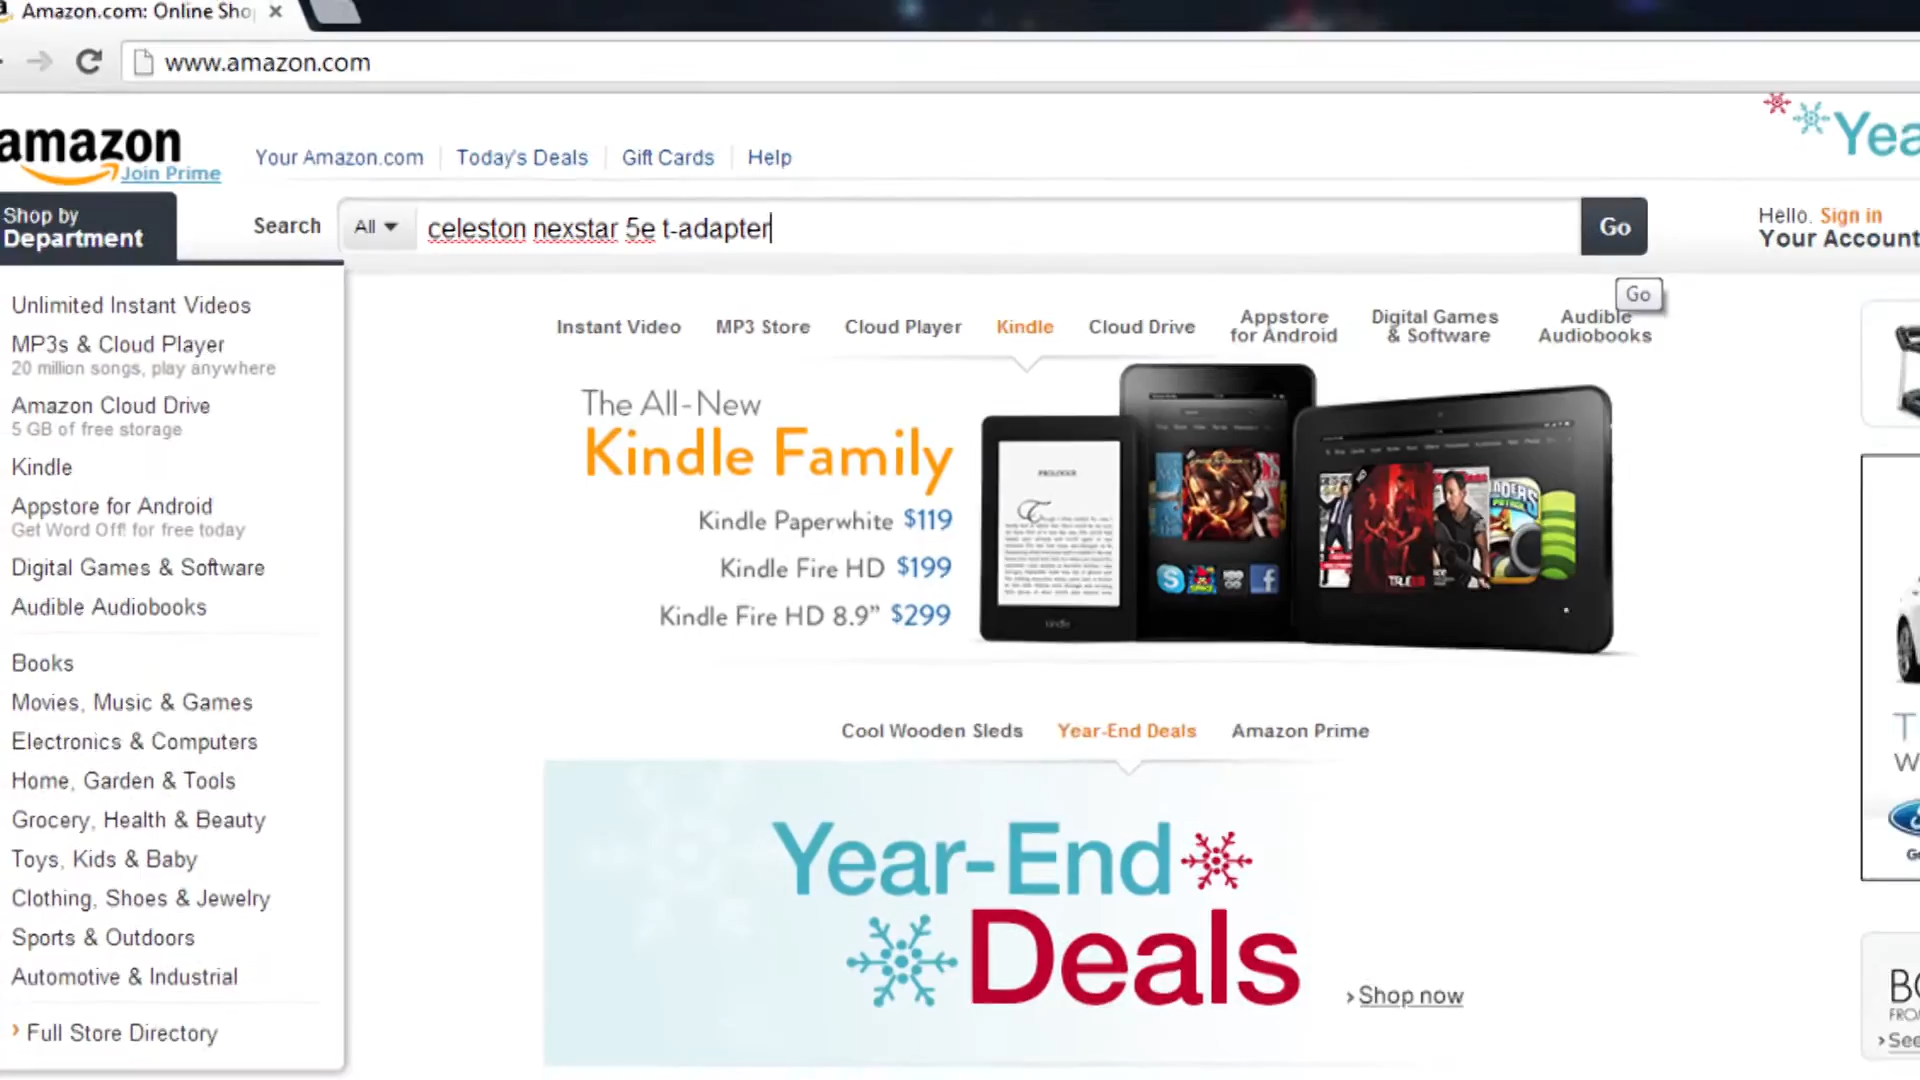 Amazon.com: Online Sho
www.amazon.com
amazon
Join Prime
Your Amazon.com
Today's Deals
Gift Cards
Help
Yea
Shop by
Department
Search
All
celeston nexstar 5e t-adapter
Go
Hello. Sign in
Your Account
Go
Unlimited Instant Videos
MP3s & Cloud Player
20 million songs, play anywhere
Amazon Cloud Drive
5 GB of free storage
Kindle
Appstore for Android
Get Word Off! for free today
Digital Games & Software
Audible Audiobooks
Books
Movies, Music & Games
Electronics & Computers
Home, Garden & Tools
Grocery, Health & Beauty
Toys, Kids & Baby
Clothing, Shoes & Jewelry
Sports & Outdoors
Automotive & Industrial
Full Store Directory
Instant Video
MP3 Store
Cloud Player
Kindle
Cloud Drive
Appstore
for Android
Digital Games
& Software
Audible
Audiobooks
The All-New
Kindle Family
Kindle Paperwhite $119
Kindle Fire HD $199
Kindle Fire HD 8.9” $299
PROLOGUE
kindle
Cool Wooden Sleds
Year-End Deals
Amazon Prime
Year-End
Deals
Shop now
T
W
G
BO
FRO
See